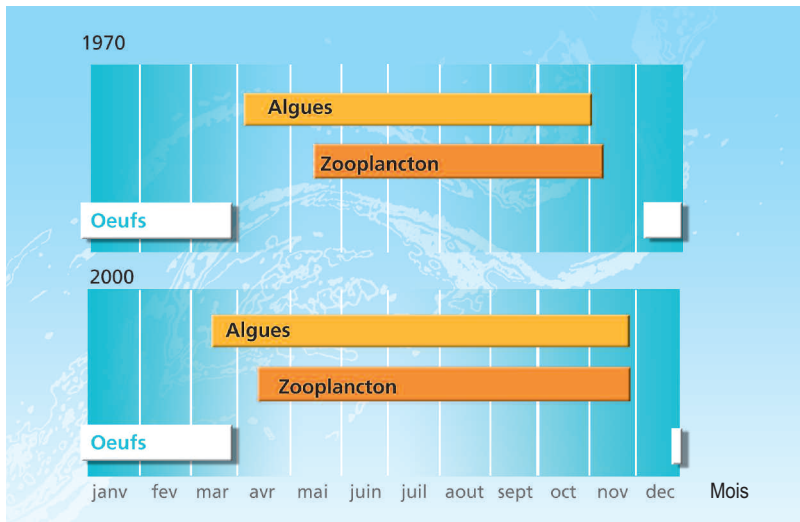 1970
Algues
Zooplancton
Oeufs
2000
Algues
Zooplancton
Oeufs
janv fev mar avr mai juin juil aout sept oct nov dec Mois